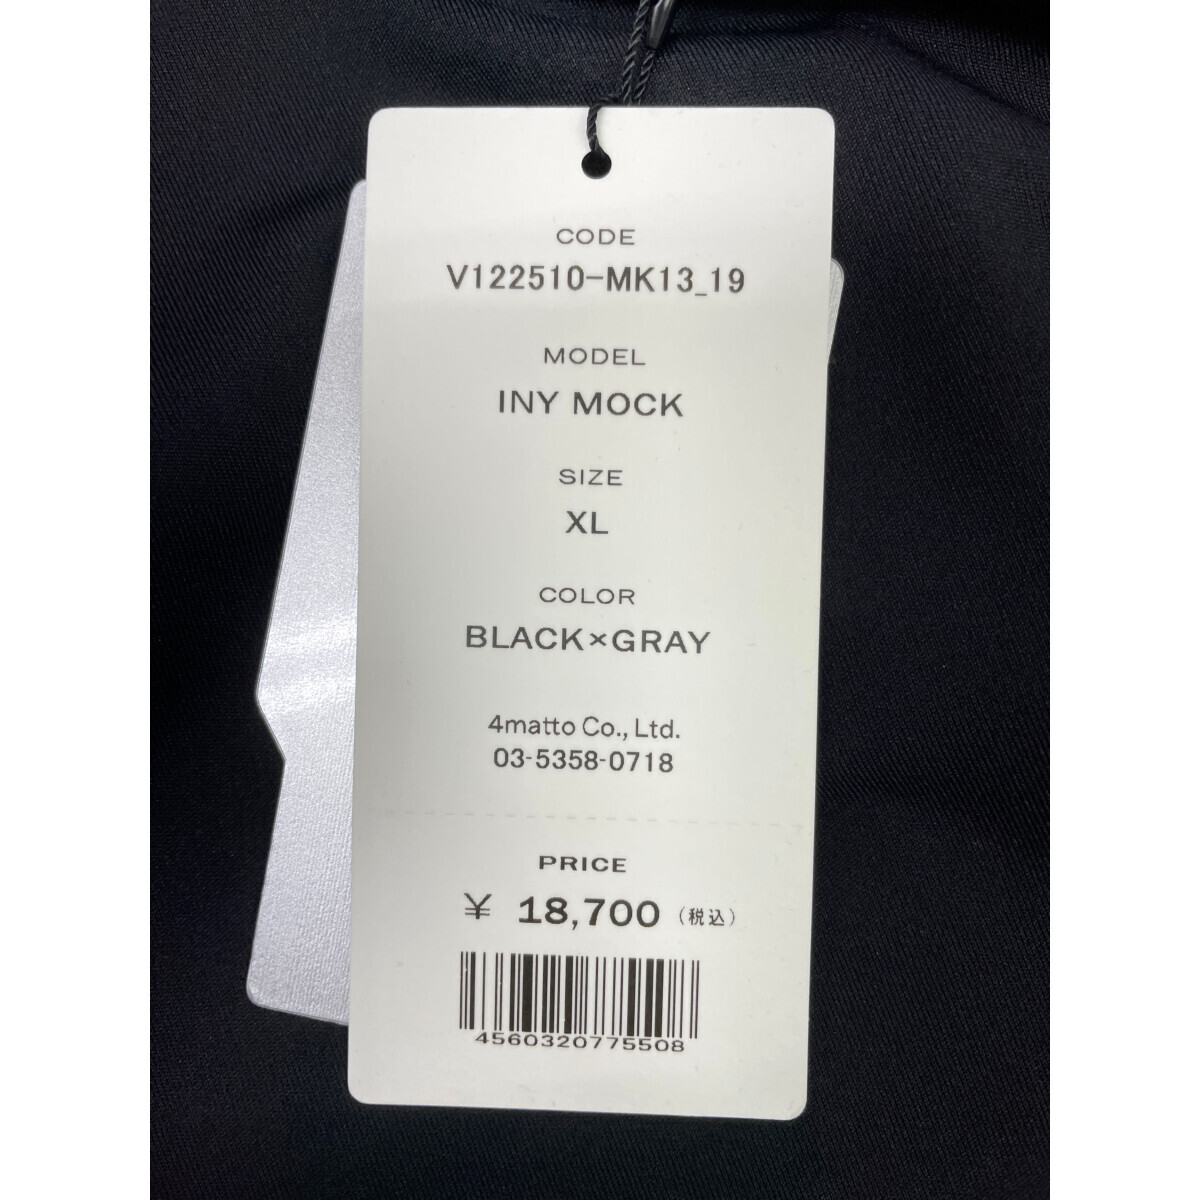 CODE
V122510-MK13_19
MODEL
INY MOCK
SIZE
XL
COLOR
BLACK×GRAY
4matto Co., Ltd.
03-5358-0718
PRICE
¥ 18,700 (税込)
4560320775508